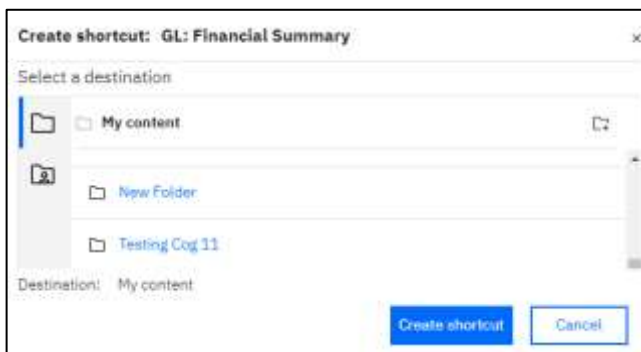 Create shortcut: GL: Financial Summary
Select a destination
My content
New Folder
Testing Cog 11
Destination: My content
Create shortcut Cancel